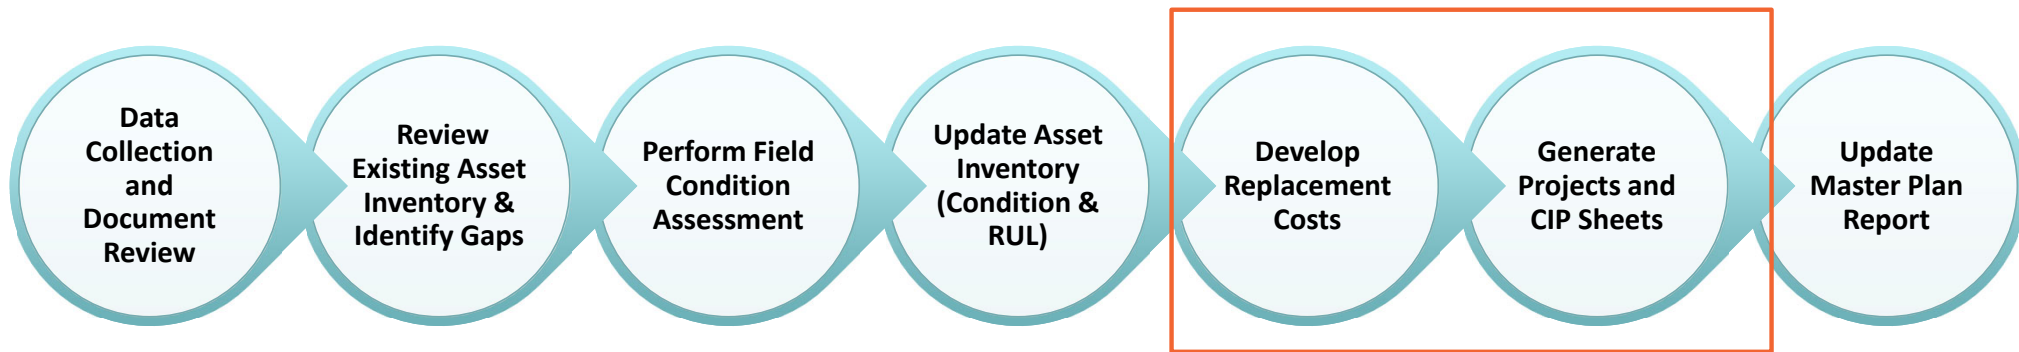 Data
Collection
and
Document
Review
Review
Existing Asset
Inventory &
Identify Gaps
Perform Field
Condition
Assessment
Update Asset
Inventory
(Condition &
RUL)
Develop
Replacement
Costs
Generate
Projects and
CIP Sheets
Update
Master Plan
Report